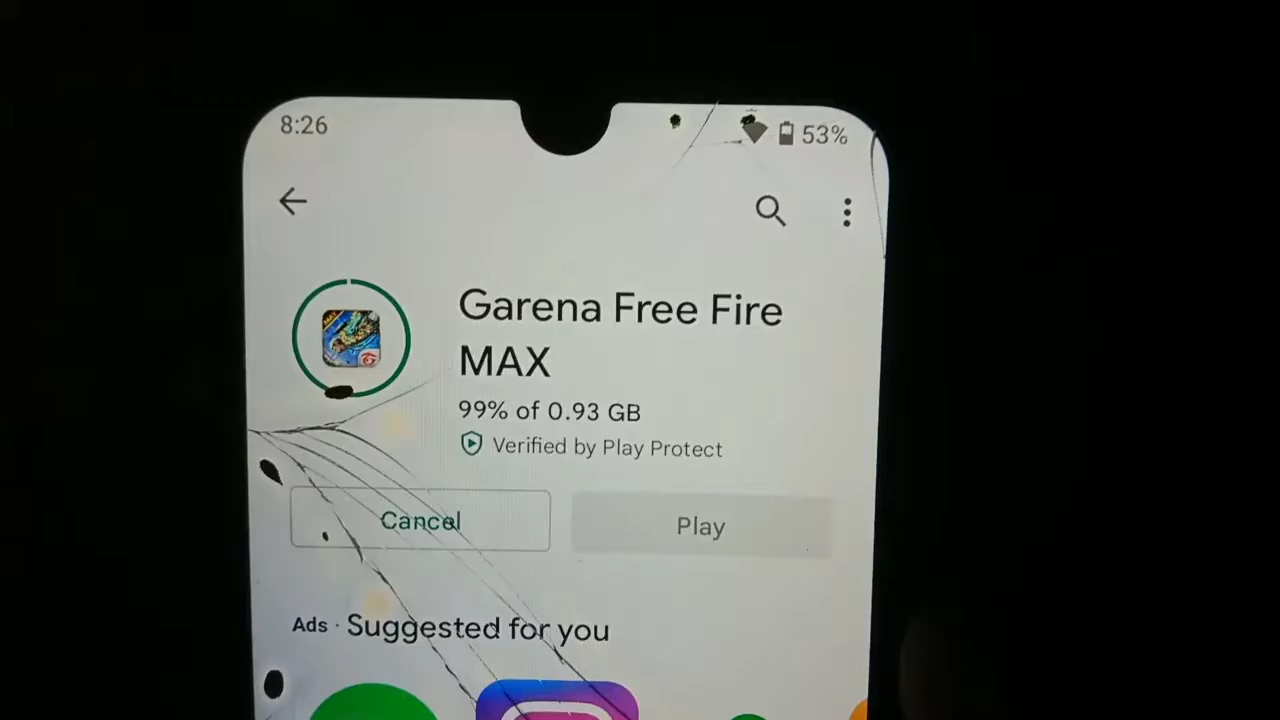 8:26
53%
Garena Free Fire
MAX
99% of 0.93 GB
Verified by Play Protect
Cancel
Play
Ads · Suggested for you